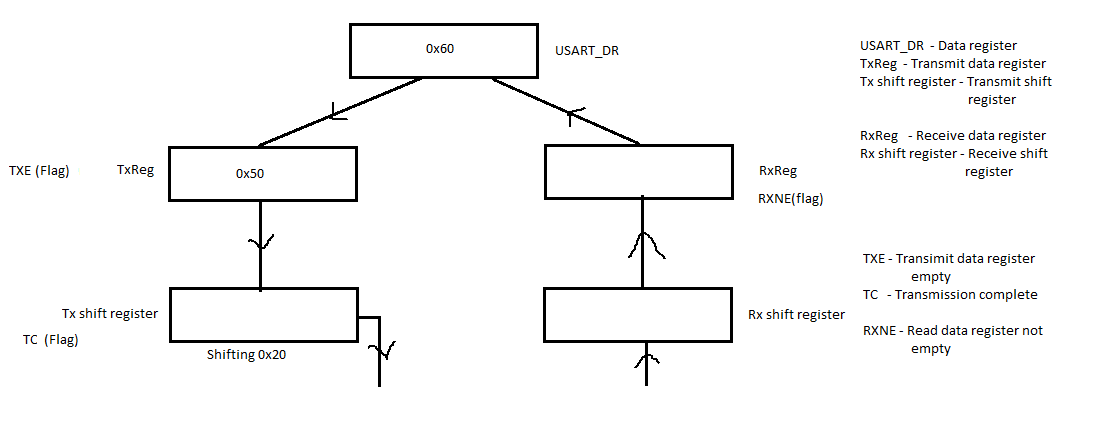 0x60
USART_DR
USART_DR - Data register
TxReg - Transmit data register
Tx shift register - Transmit shift
register
TXE (Flag)
TxReg
0x50
RxReg
RXNE(flag)
RxReg - Receive data register
Rx shift register - Receive shift
register
Tx shift register
TC (Flag)
Shifting 0x20
Rx shift register
TXE - Transimit data register
empty
TC - Transmission complete
RXNE - Read data register not
empty